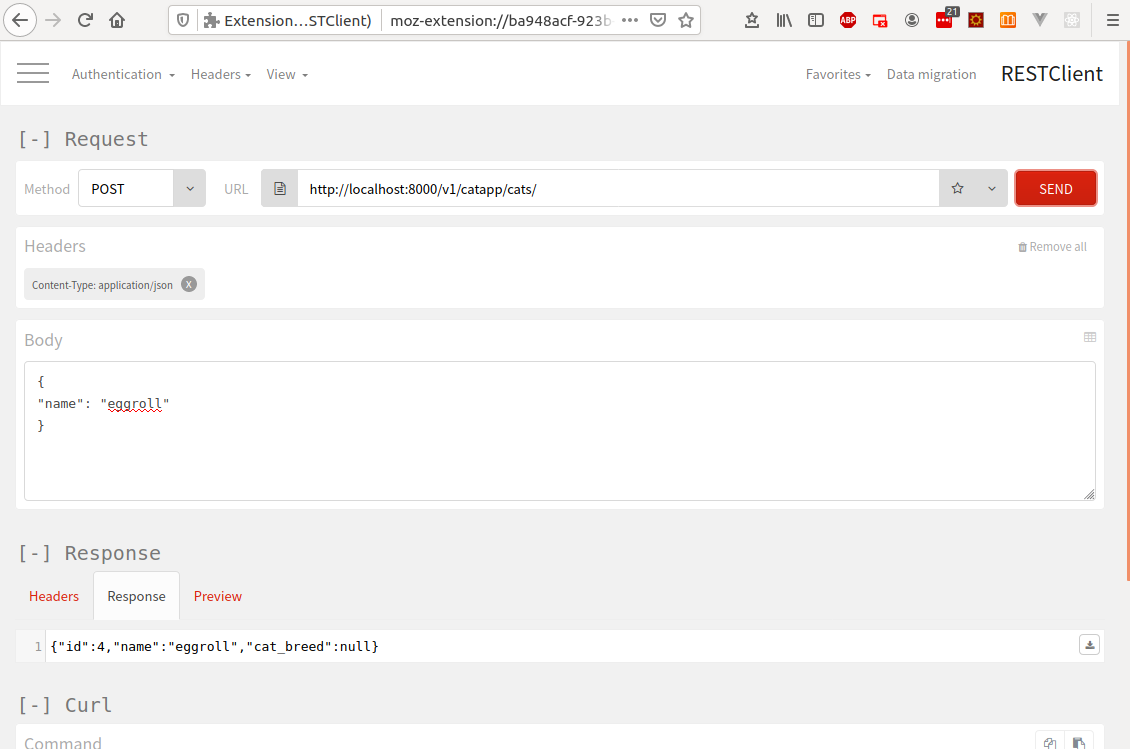 Extension...STClient) moz-extension://ba948acf-923b ABP 21
Authentication Headers View Favorites Data migration RESTClient
[-] Request
Method POST URL http://localhost:8000/v1/catapp/cats/ SEND
Headers Remove all
Content-Type: application/json X
Body
{
"name": "eggroll"
}
[-] Response
Headers Response Preview
1 {"id":4,"name":"eggroll","cat_breed":null}
[-] Curl
Command